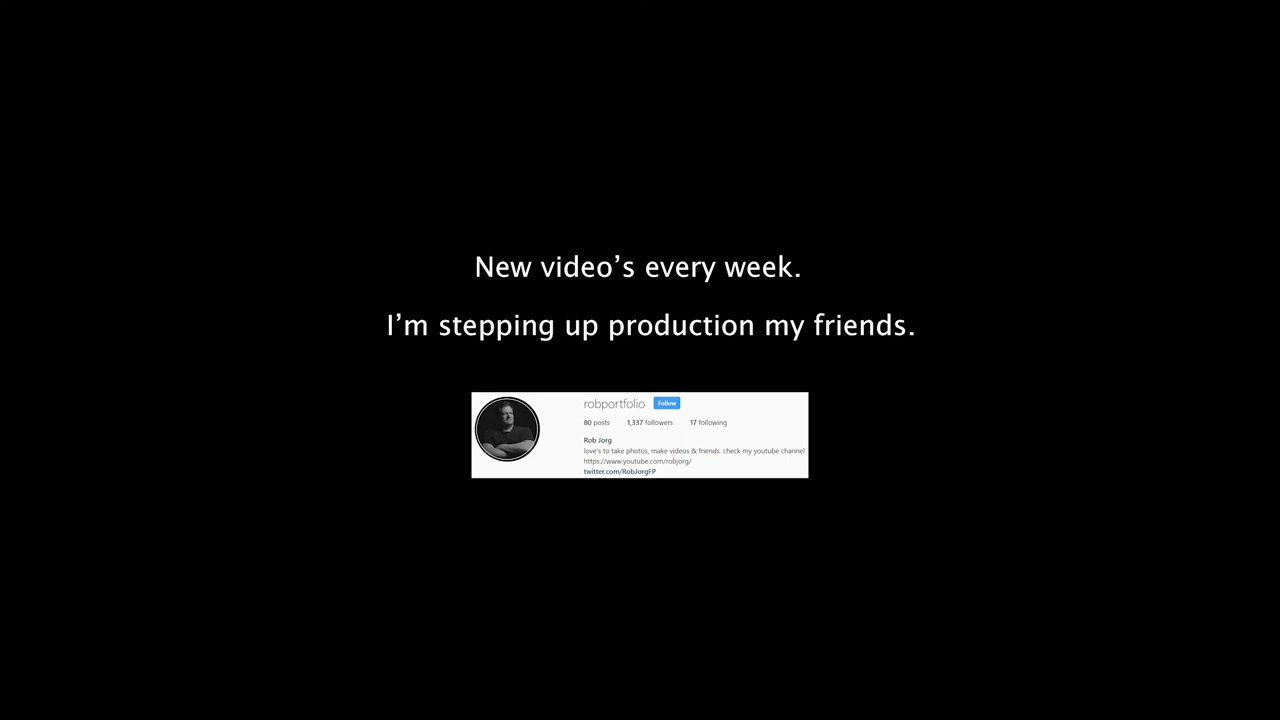 New video’s every week.
I’m stepping up production my friends.
robportfolio Follow
80 posts 1,337 followers 17 following
Rob Jorg
love's to take photos, make videos & friends. check my youtube channel
https://www.youtube.com/robjorg/
twitter.com/RobJorgFP